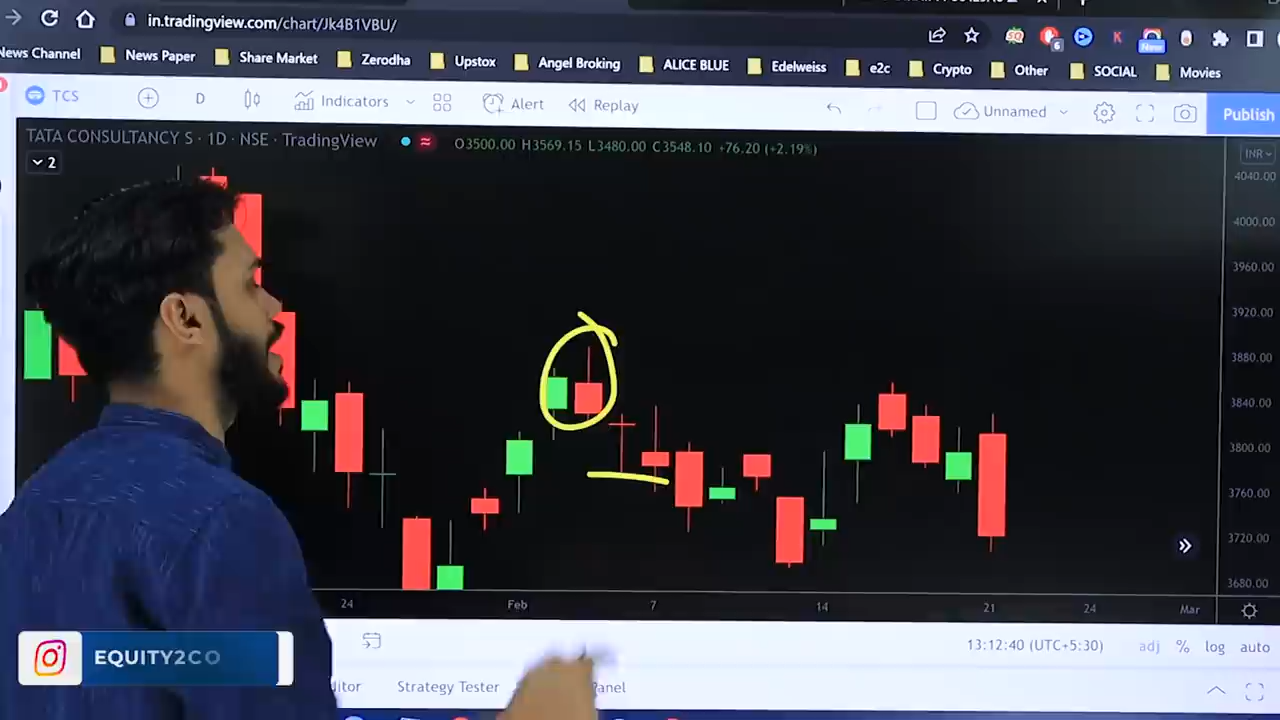 in.tradingview.com/chart/Jk4B1VBU/
News Channel News Paper Share Market Zerodha Upstox Angel Broking ALICE BLUE Edelweiss e2c Crypto Other SOCIAL Movies
TCS D Indicators Alert Replay Unnamed Publish
TATA CONSULTANCY S · 1D · NSE · TradingView O3500.00 H3569.15 L3480.00 C3548.10 +76.20 (+2.19%)
2
INR
4040.00
4000.00
3960.00
3920.00
3880.00
3840.00
3800.00
3760.00
3720.00
3680.00
24 Feb 7 14 21 24 Mar
13:12:40 (UTC+5:30) adj % log auto
EQUITY2CO
Strategy Tester
New
6
K